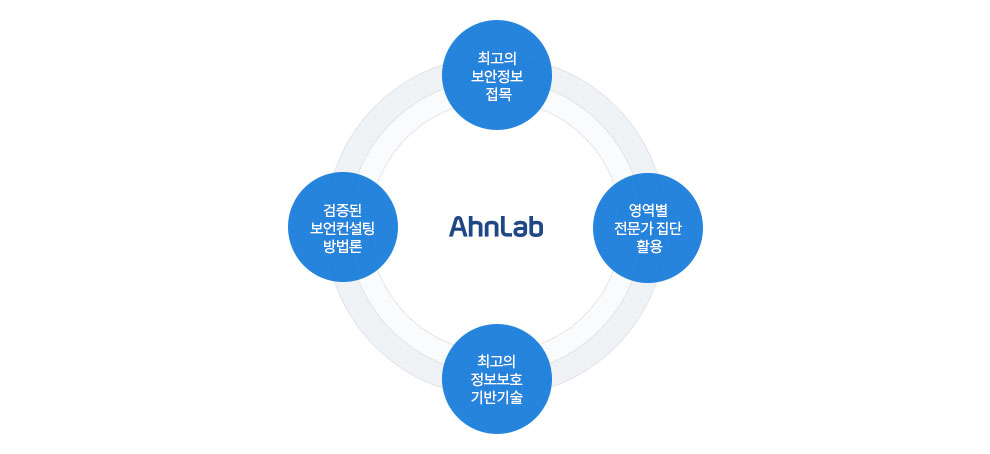 최고의
보안정보
접목
검증된
보언컨설팅
방법론
AhnLab
영역별
전문가 집단
활용
최고의
정보보호
기반기술